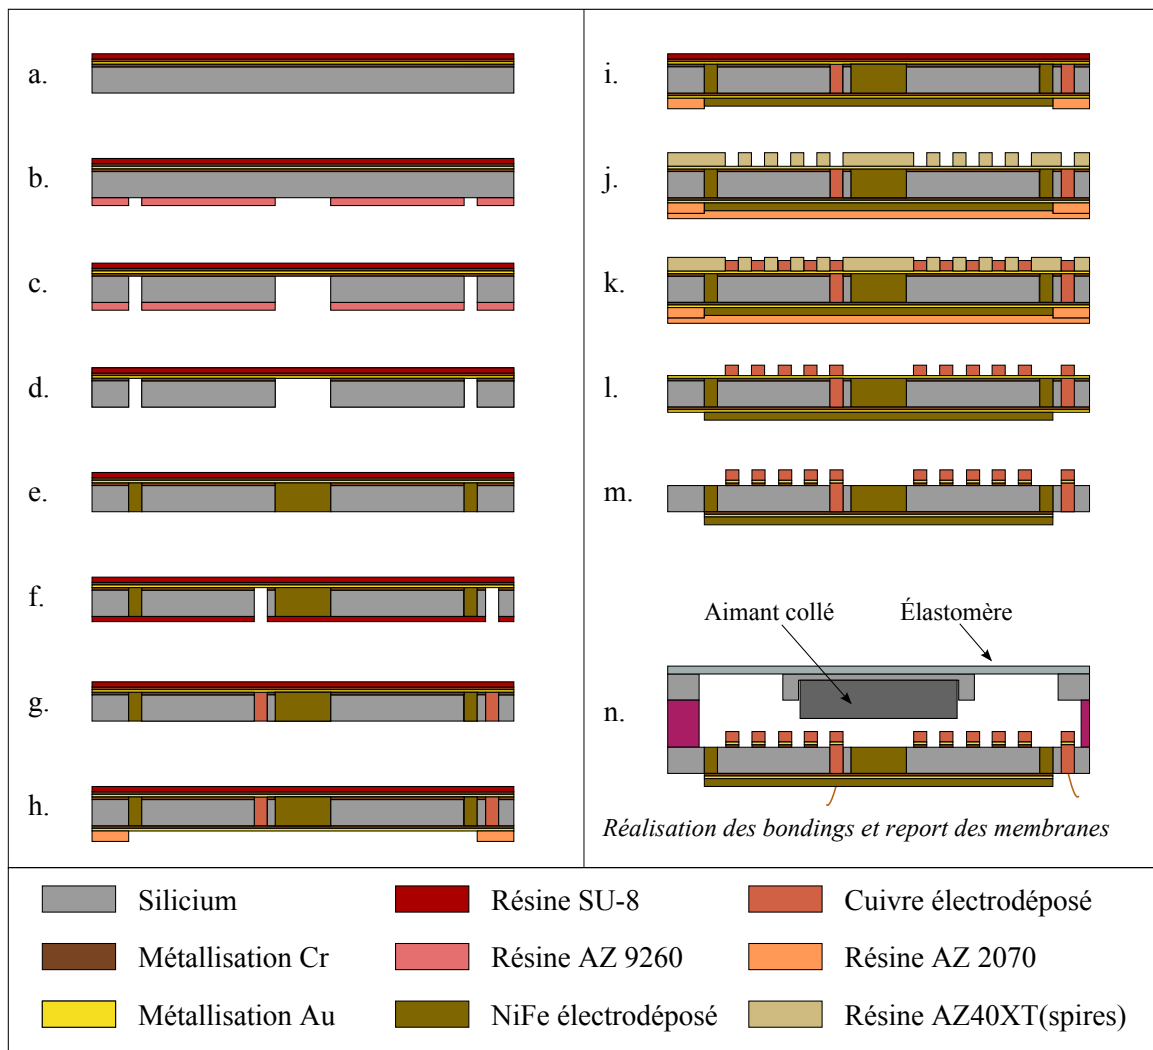 a.
b.
c.
d.
e.
f.
g.
h.
i.
j.
k.
l.
m.
Aimant collé
Élastomère
n.
Réalisation des bondings et report des membranes
Silicium
Résine SU-8
Cuivre électrodéposé
Métallisation Cr
Résine AZ 9260
Résine AZ 2070
Métallisation Au
NiFe électrodéposé
Résine AZ40XT(spires)